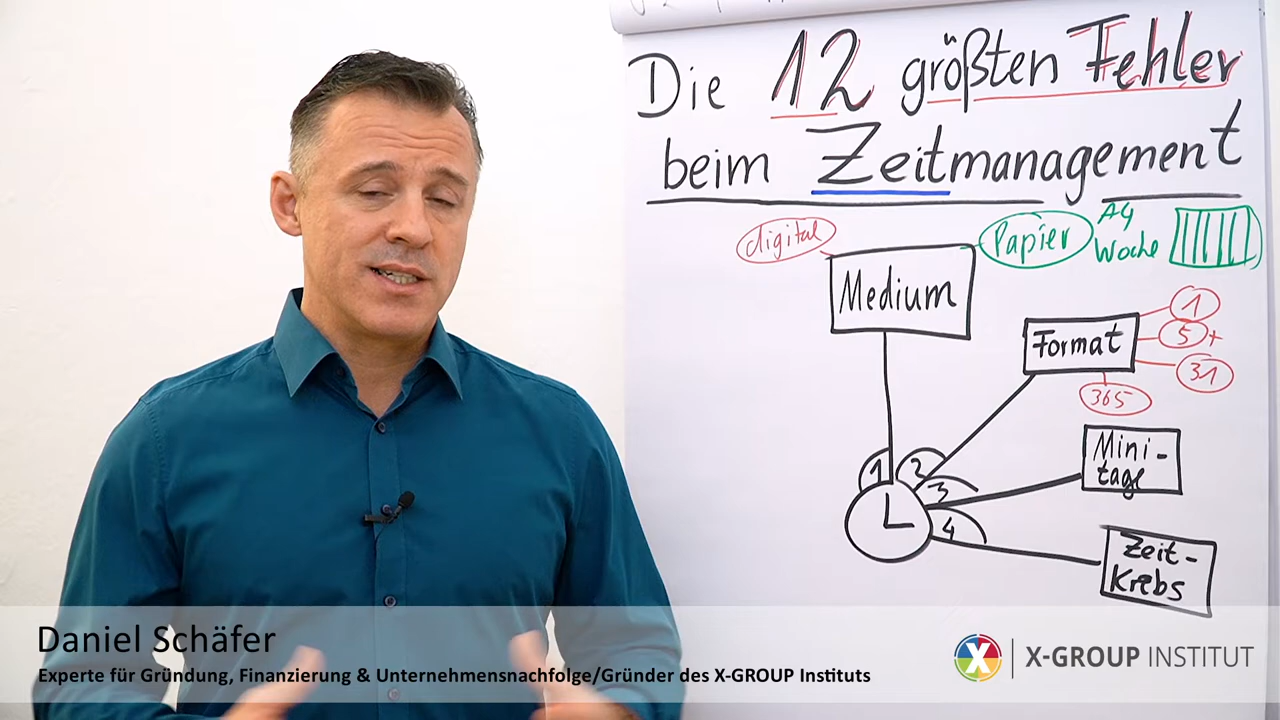 Die 12 größten Fehler
beim Zeitmanagement
digital
Papier
A4
Woche
Medium
Format
1
5+
31
365
Mini-
tage
Zeit-
Krebs
1
2
3
4
Daniel Schäfer
Experte für Gründung, Finanzierung & Unternehmensnachfolge/Gründer des X-GROUP Instituts
X
X-GROUP INSTITUT